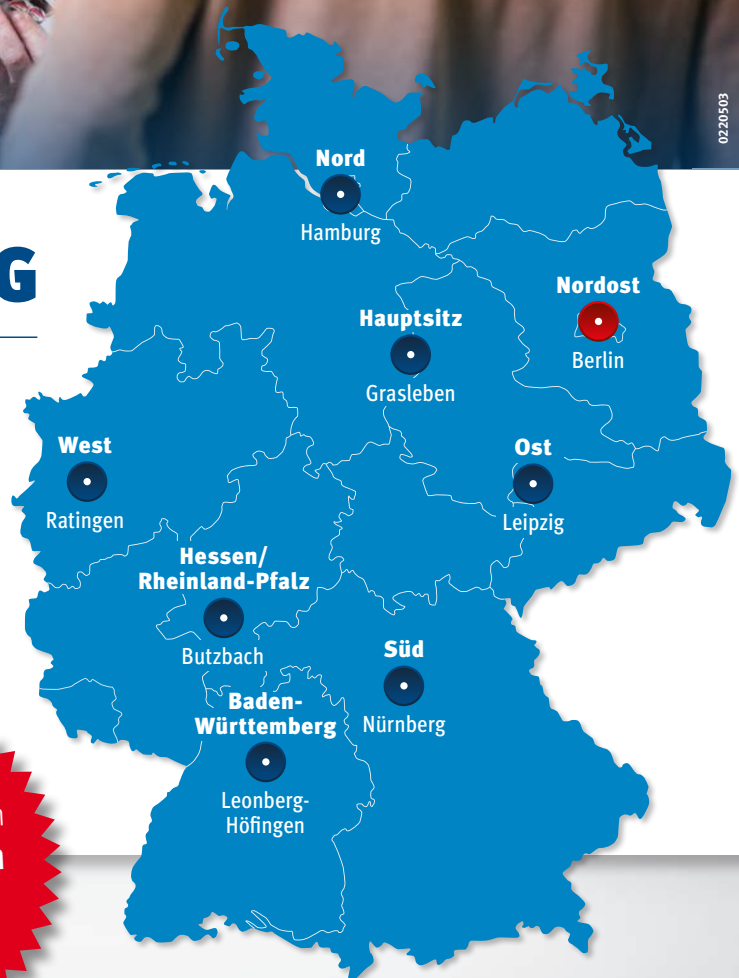 0220503
Nord
Hamburg
G
Nordost
Berlin
Hauptsitz
Grasleben
West
Ratingen
Ost
Leipzig
Hessen/
Rheinland-Pfalz
Butzbach
Süd
Nürnberg
Baden-
Württemberg
Leonberg-
Höfingen